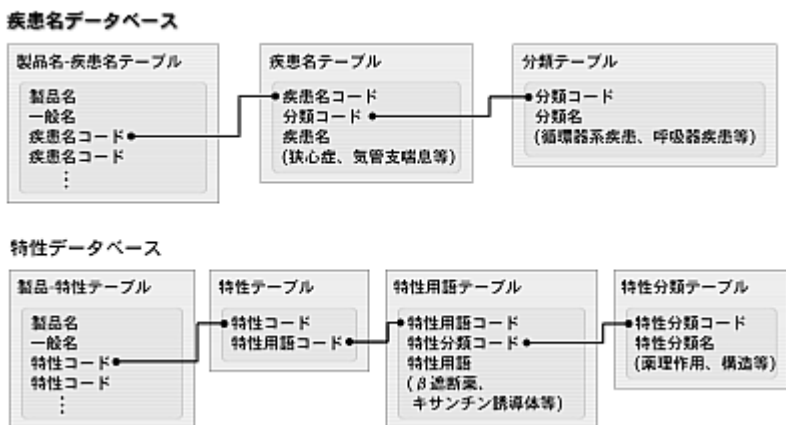 疾患名データベース
製品名-疾患名テーブル
製品名
一般名
疾患名コード
疾患名コード
⋮
疾患名テーブル
疾患名コード
分類コード
疾患名
(狭心症、気管支喘息等)
分類テーブル
分類コード
分類名
(循環器系疾患、呼吸器疾患等)
特性データベース
製品-特性テーブル
製品名
一般名
特性コード
特性コード
⋮
特性テーブル
特性コード
特性用語コード
特性用語テーブル
特性用語コード
特性分類コード
特性用語
(β遮断薬、
キサンチン誘導体等)
特性分類テーブル
特性分類コード
特性分類名
(薬理作用、構造等)